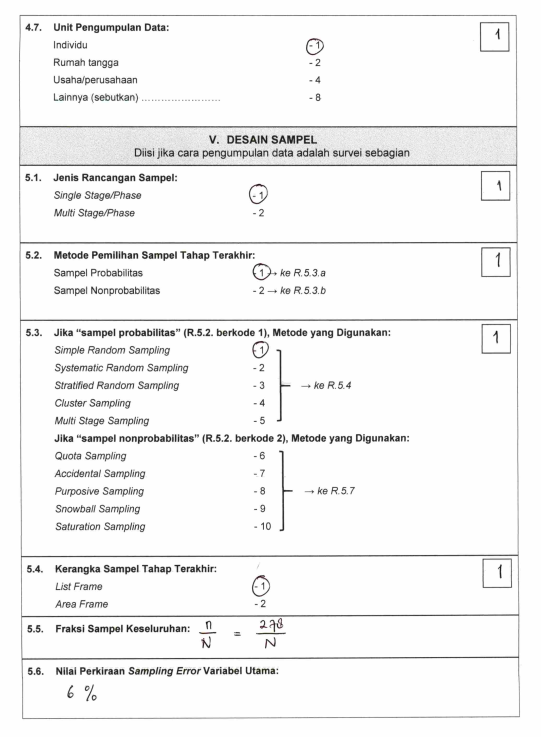 4.7. Unit Pengumpulan Data:
Individu - 1 1
Rumah tangga - 2
Usaha/perusahaan - 4
Lainnya (sebutkan) ........................ - 8
V. DESAIN SAMPEL
Diisi jika cara pengumpulan data adalah survei sebagian
5.1. Jenis Rancangan Sampel: 1
Single Stage/Phase - 1
Multi Stage/Phase - 2
5.2. Metode Pemilihan Sampel Tahap Terakhir: 1
Sampel Probabilitas - 1 → ke R.5.3.a
Sampel Nonprobabilitas - 2 → ke R.5.3.b
5.3. Jika “sampel probabilitas” (R.5.2. berkode 1), Metode yang Digunakan: 1
Simple Random Sampling - 1
Systematic Random Sampling - 2
Stratified Random Sampling - 3 → ke R.5.4
Cluster Sampling - 4
Multi Stage Sampling - 5
Jika “sampel nonprobabilitas” (R.5.2. berkode 2), Metode yang Digunakan:
Quota Sampling - 6
Accidental Sampling - 7
Purposive Sampling - 8 → ke R.5.7
Snowball Sampling - 9
Saturation Sampling - 10
5.4. Kerangka Sampel Tahap Terakhir: 1
List Frame - 1
Area Frame - 2
5.5. Fraksi Sampel Keseluruhan: n/N = 278/N
5.6. Nilai Perkiraan Sampling Error Variabel Utama:
6 %